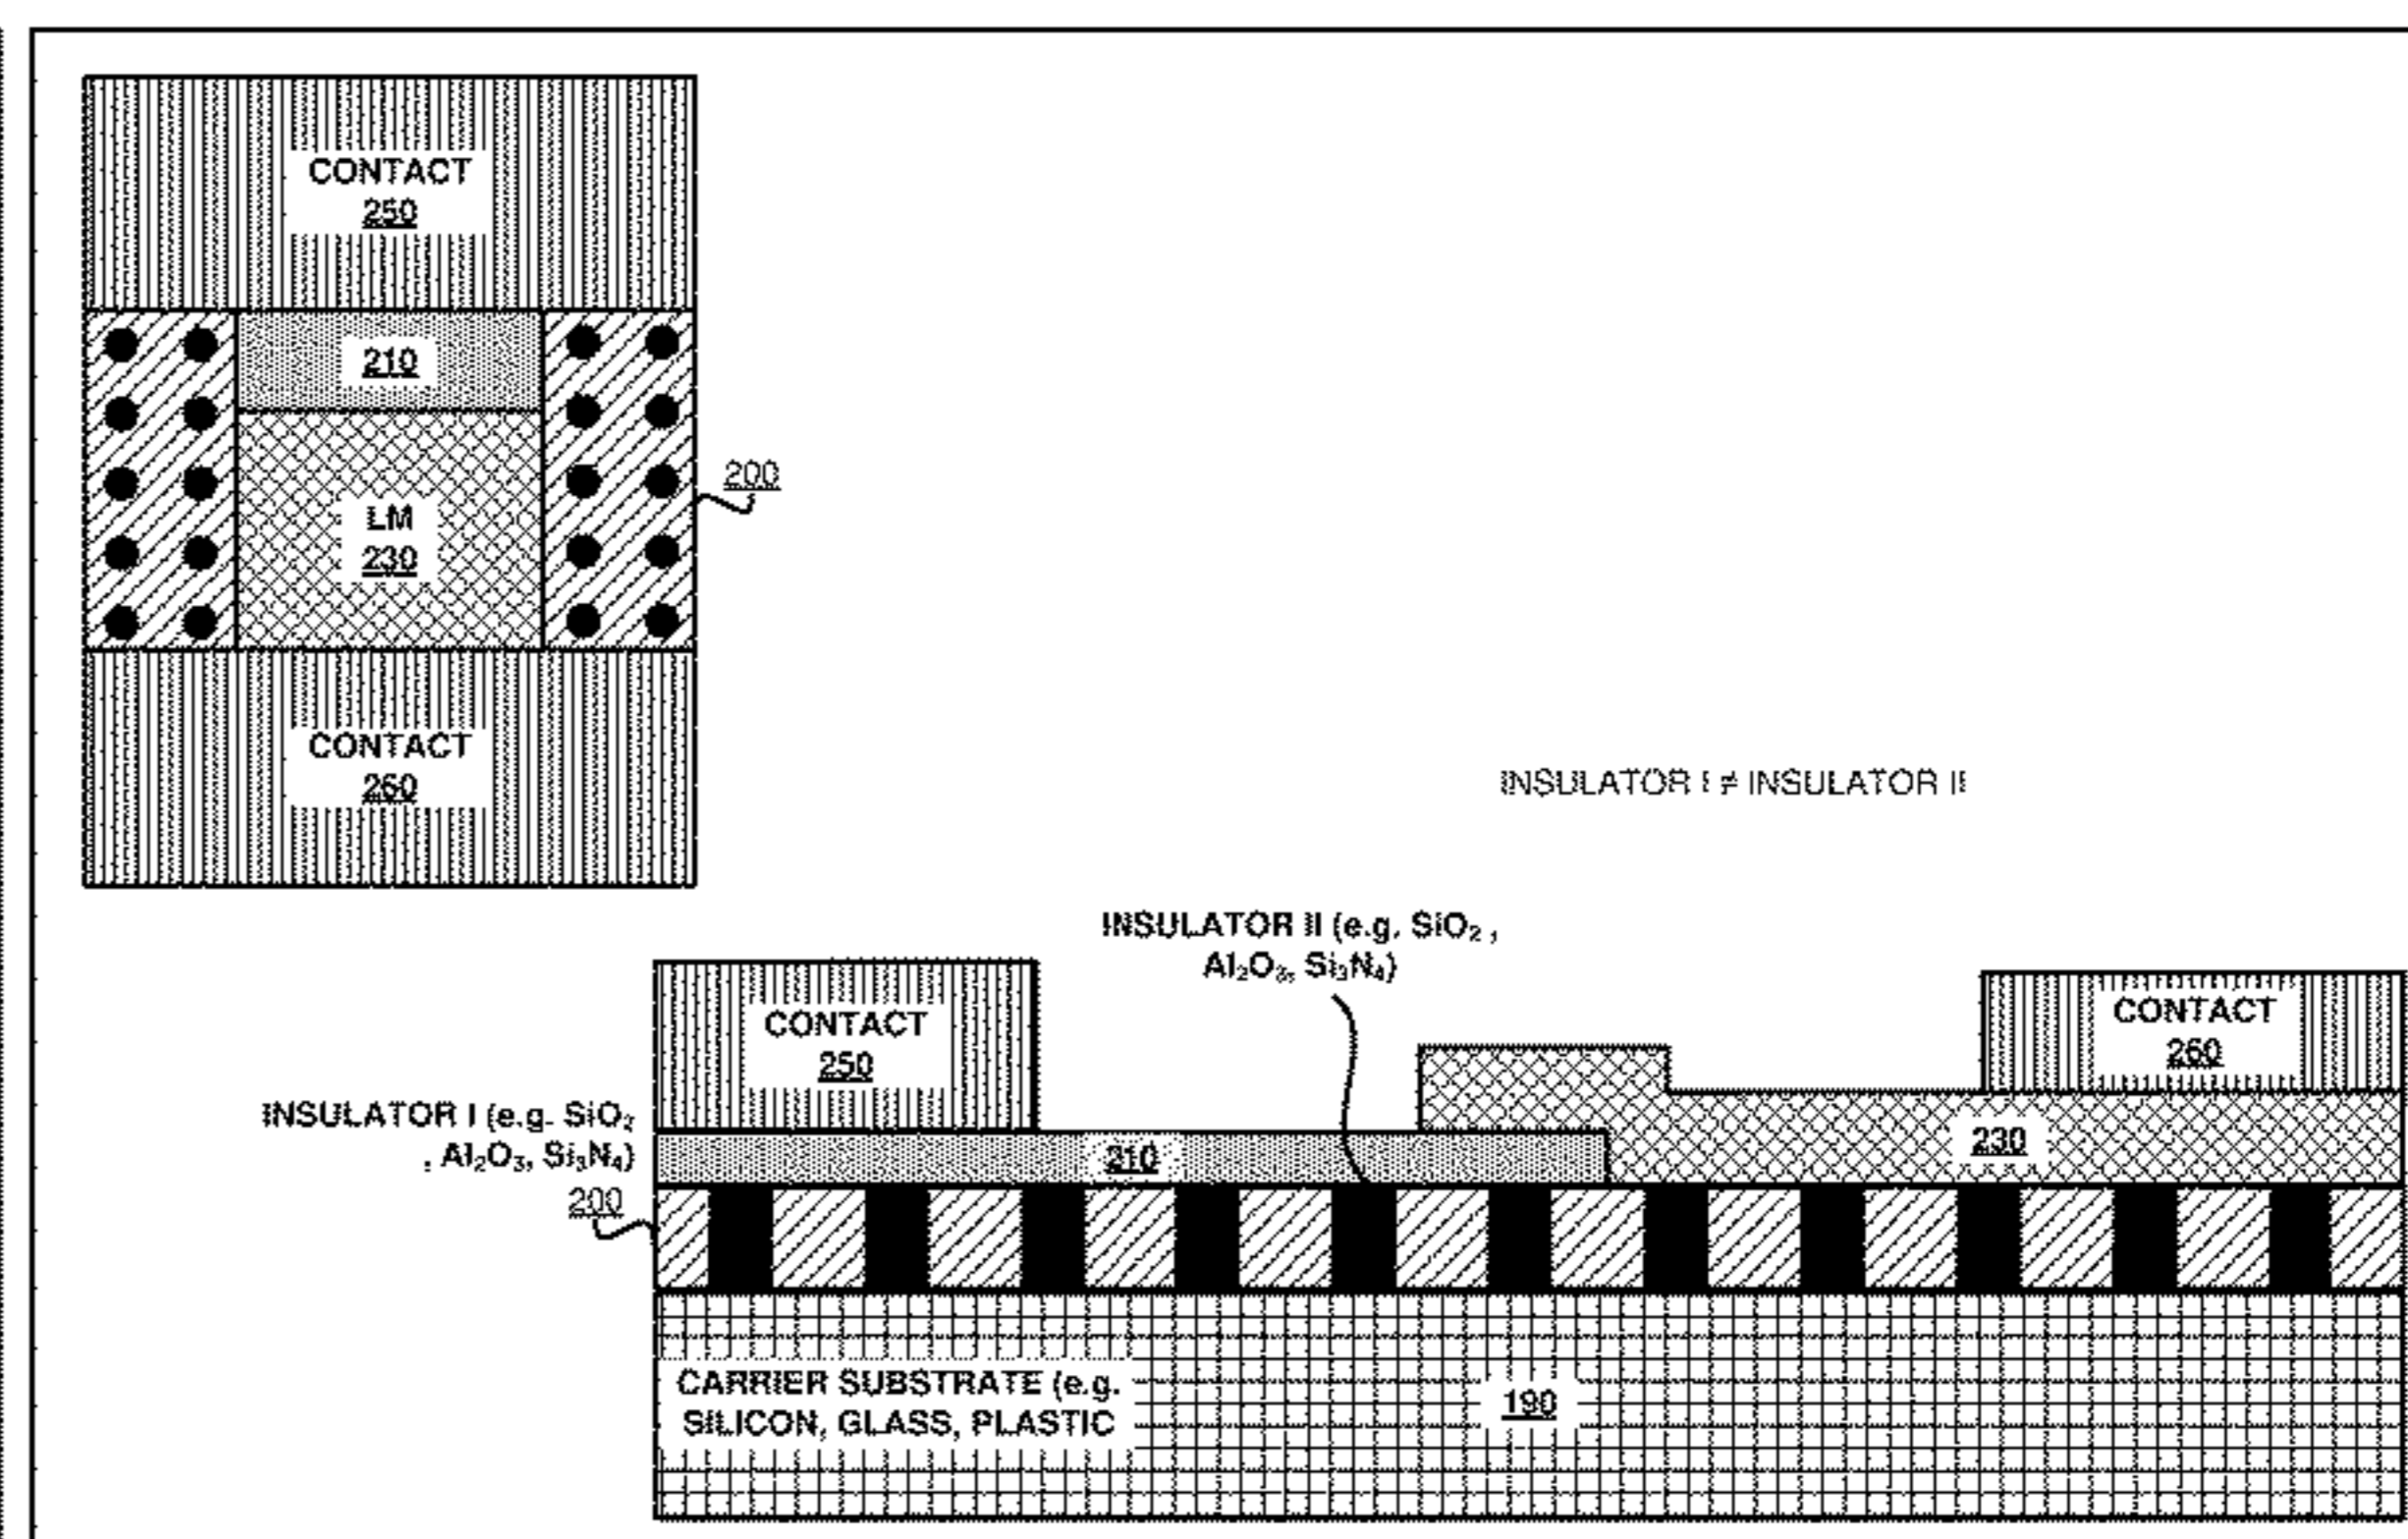 CONTACT
250
210
LM
230
200
CONTACT
260
INSULATOR I ≠ INSULATOR II
INSULATOR II (e.g. SiO₂ ,
Al₂O₃, Si₃N₄)
CONTACT
250
CONTACT
260
INSULATOR I (e.g. SiO₂
, Al₂O₃, Si₃N₄)
210
230
200
CARRIER SUBSTRATE (e.g.
SILICON, GLASS, PLASTIC
190